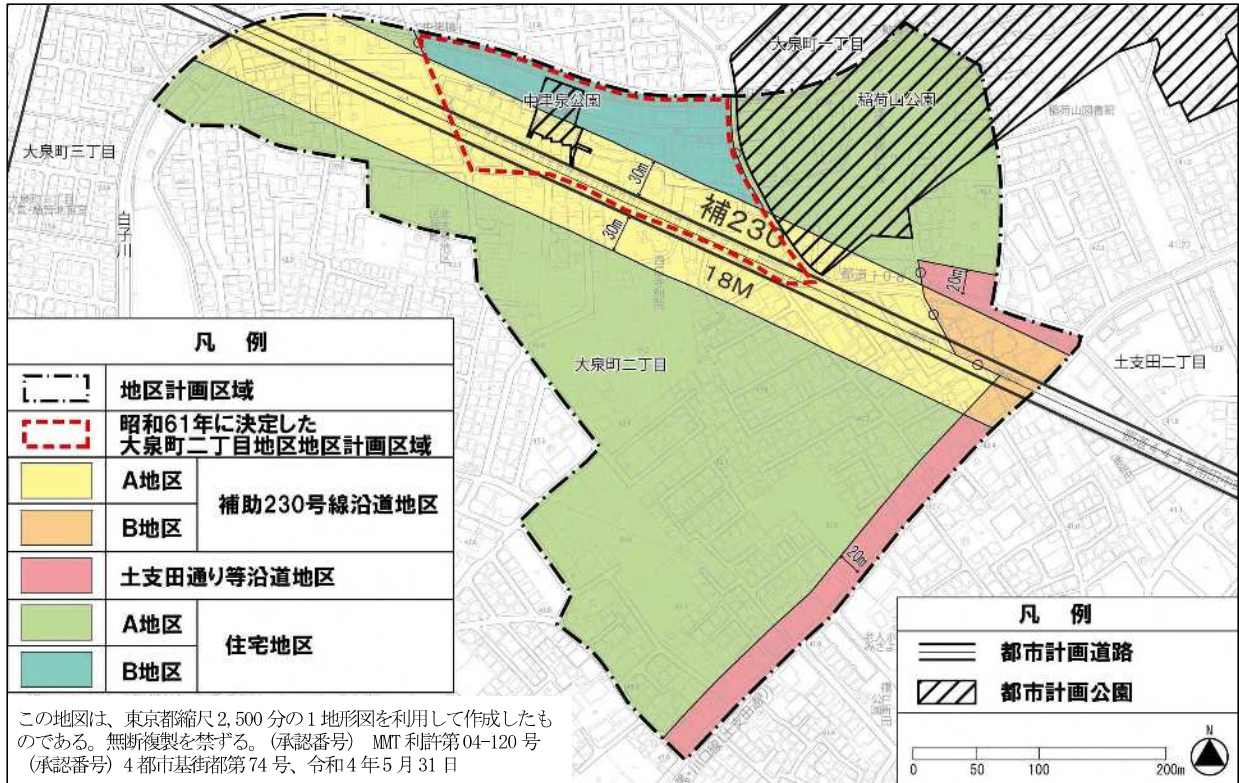 中里泉公園
大泉町一丁目
稲荷山公園
稲荷山図書館
大泉町三丁目
白子川
30m
30m
補230
18M
20m
大泉町二丁目
土支田二丁目
20m
凡 例
地区計画区域
昭和61年に決定した
大泉町二丁目地区地区計画区域
A地区
B地区
補助230号線沿道地区
土支田通り等沿道地区
A地区
B地区
住宅地区
凡 例
都市計画道路
都市計画公園
N
0 50 100 200m
この地図は、東京都縮尺2,500分の1地形図を利用して作成したも
のである。無断複製を禁ずる。(承認番号) MMT利許第04-120号
(承認番号) 4都市基街都第74号、令和4年5月31日